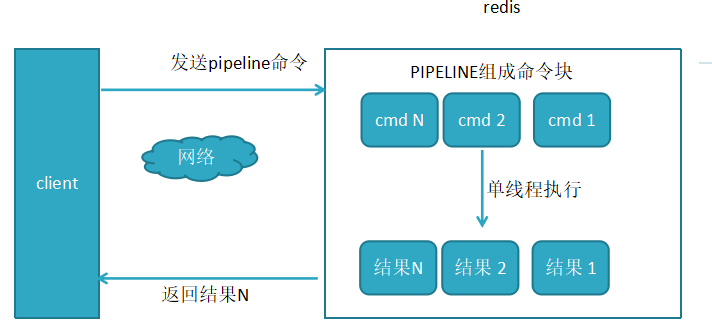 redis
发送pipeline命令
PIPELINE组成命令块
cmd N
cmd 2
cmd 1
网络
client
单线程执行
结果N
结果 2
结果 1
返回结果N